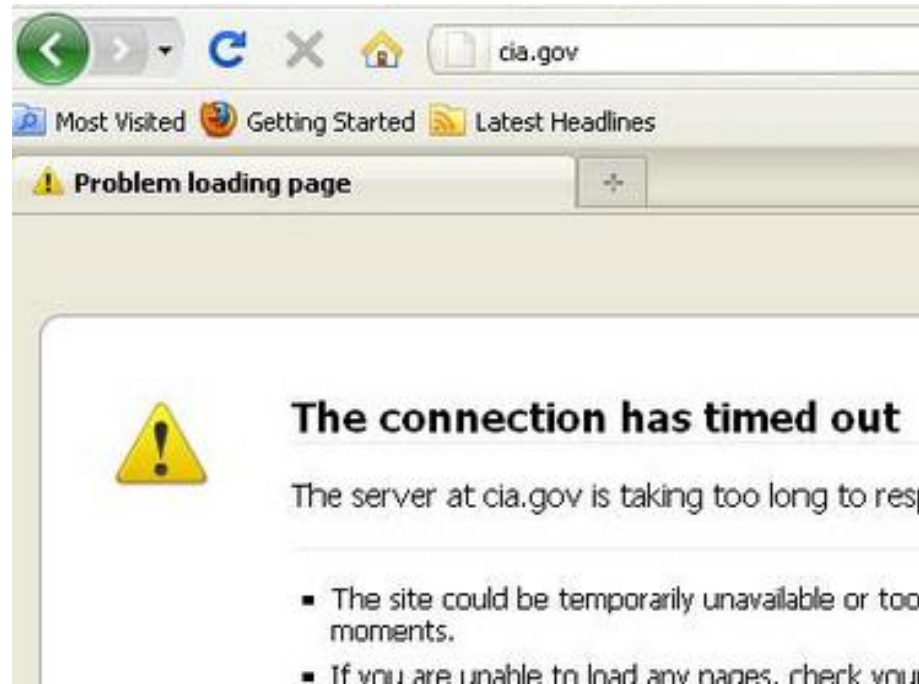 cia.gov
Most Visited Getting Started Latest Headlines
Problem loading page
The connection has timed out
The server at cia.gov is taking too long to
The site could be temporarily unavailable or too
moments.
If you are unable to load any pages, check your